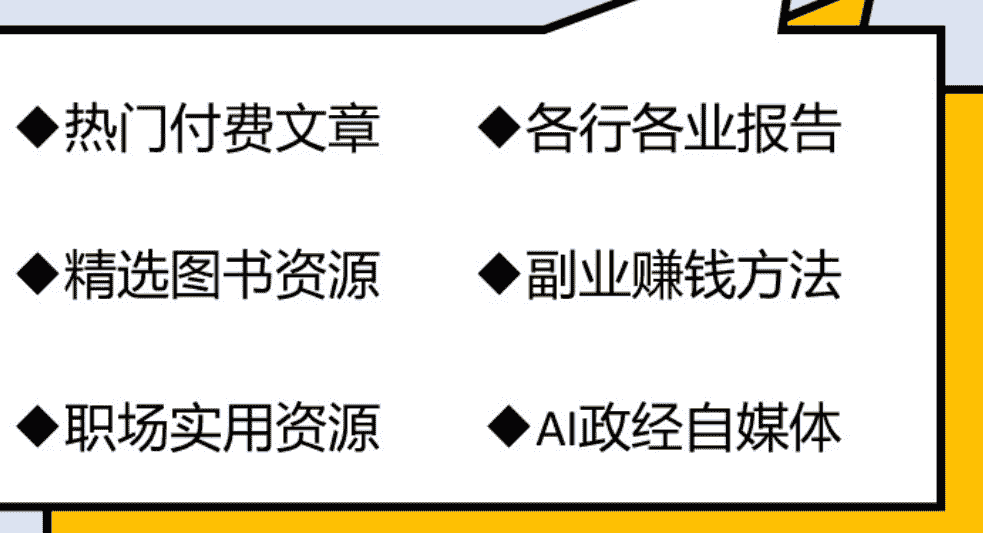 ◆热门付费文章 ◆各行各业报告
◆精选图书资源 ◆副业赚钱方法
◆职场实用资源 ◆AI政经自媒体